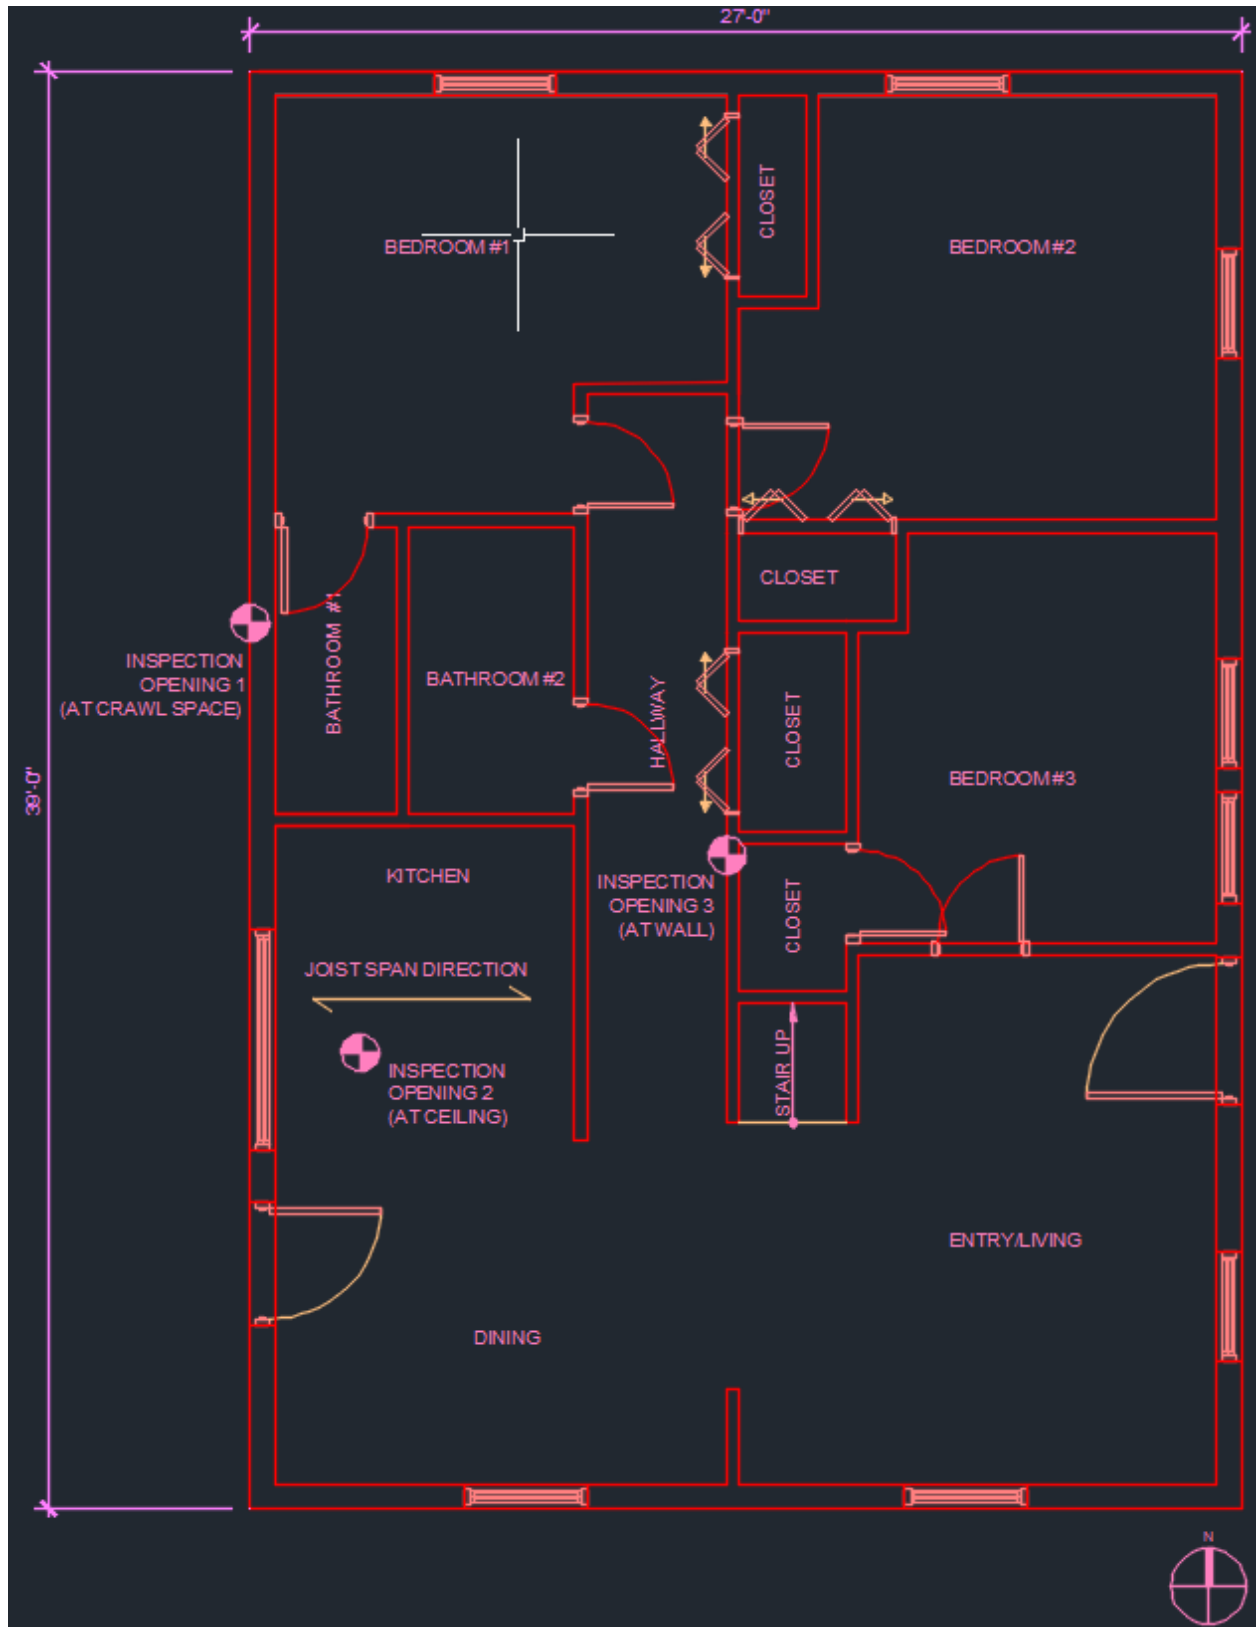 27'-0"
BEDROOM #1
CLOSET
BEDROOM #2
CLOSET
INSPECTION
OPENING 1
(AT CRAWL SPACE)
BATHROOM #1
BATHROOM #2
HALLWAY
CLOSET
BEDROOM #3
39'-0"
KITCHEN
INSPECTION
OPENING 3
(AT WALL)
CLOSET
JOIST SPAN DIRECTION
INSPECTION
OPENING 2
(AT CEILING)
STAIR UP
ENTRY/LIVING
DINING
N